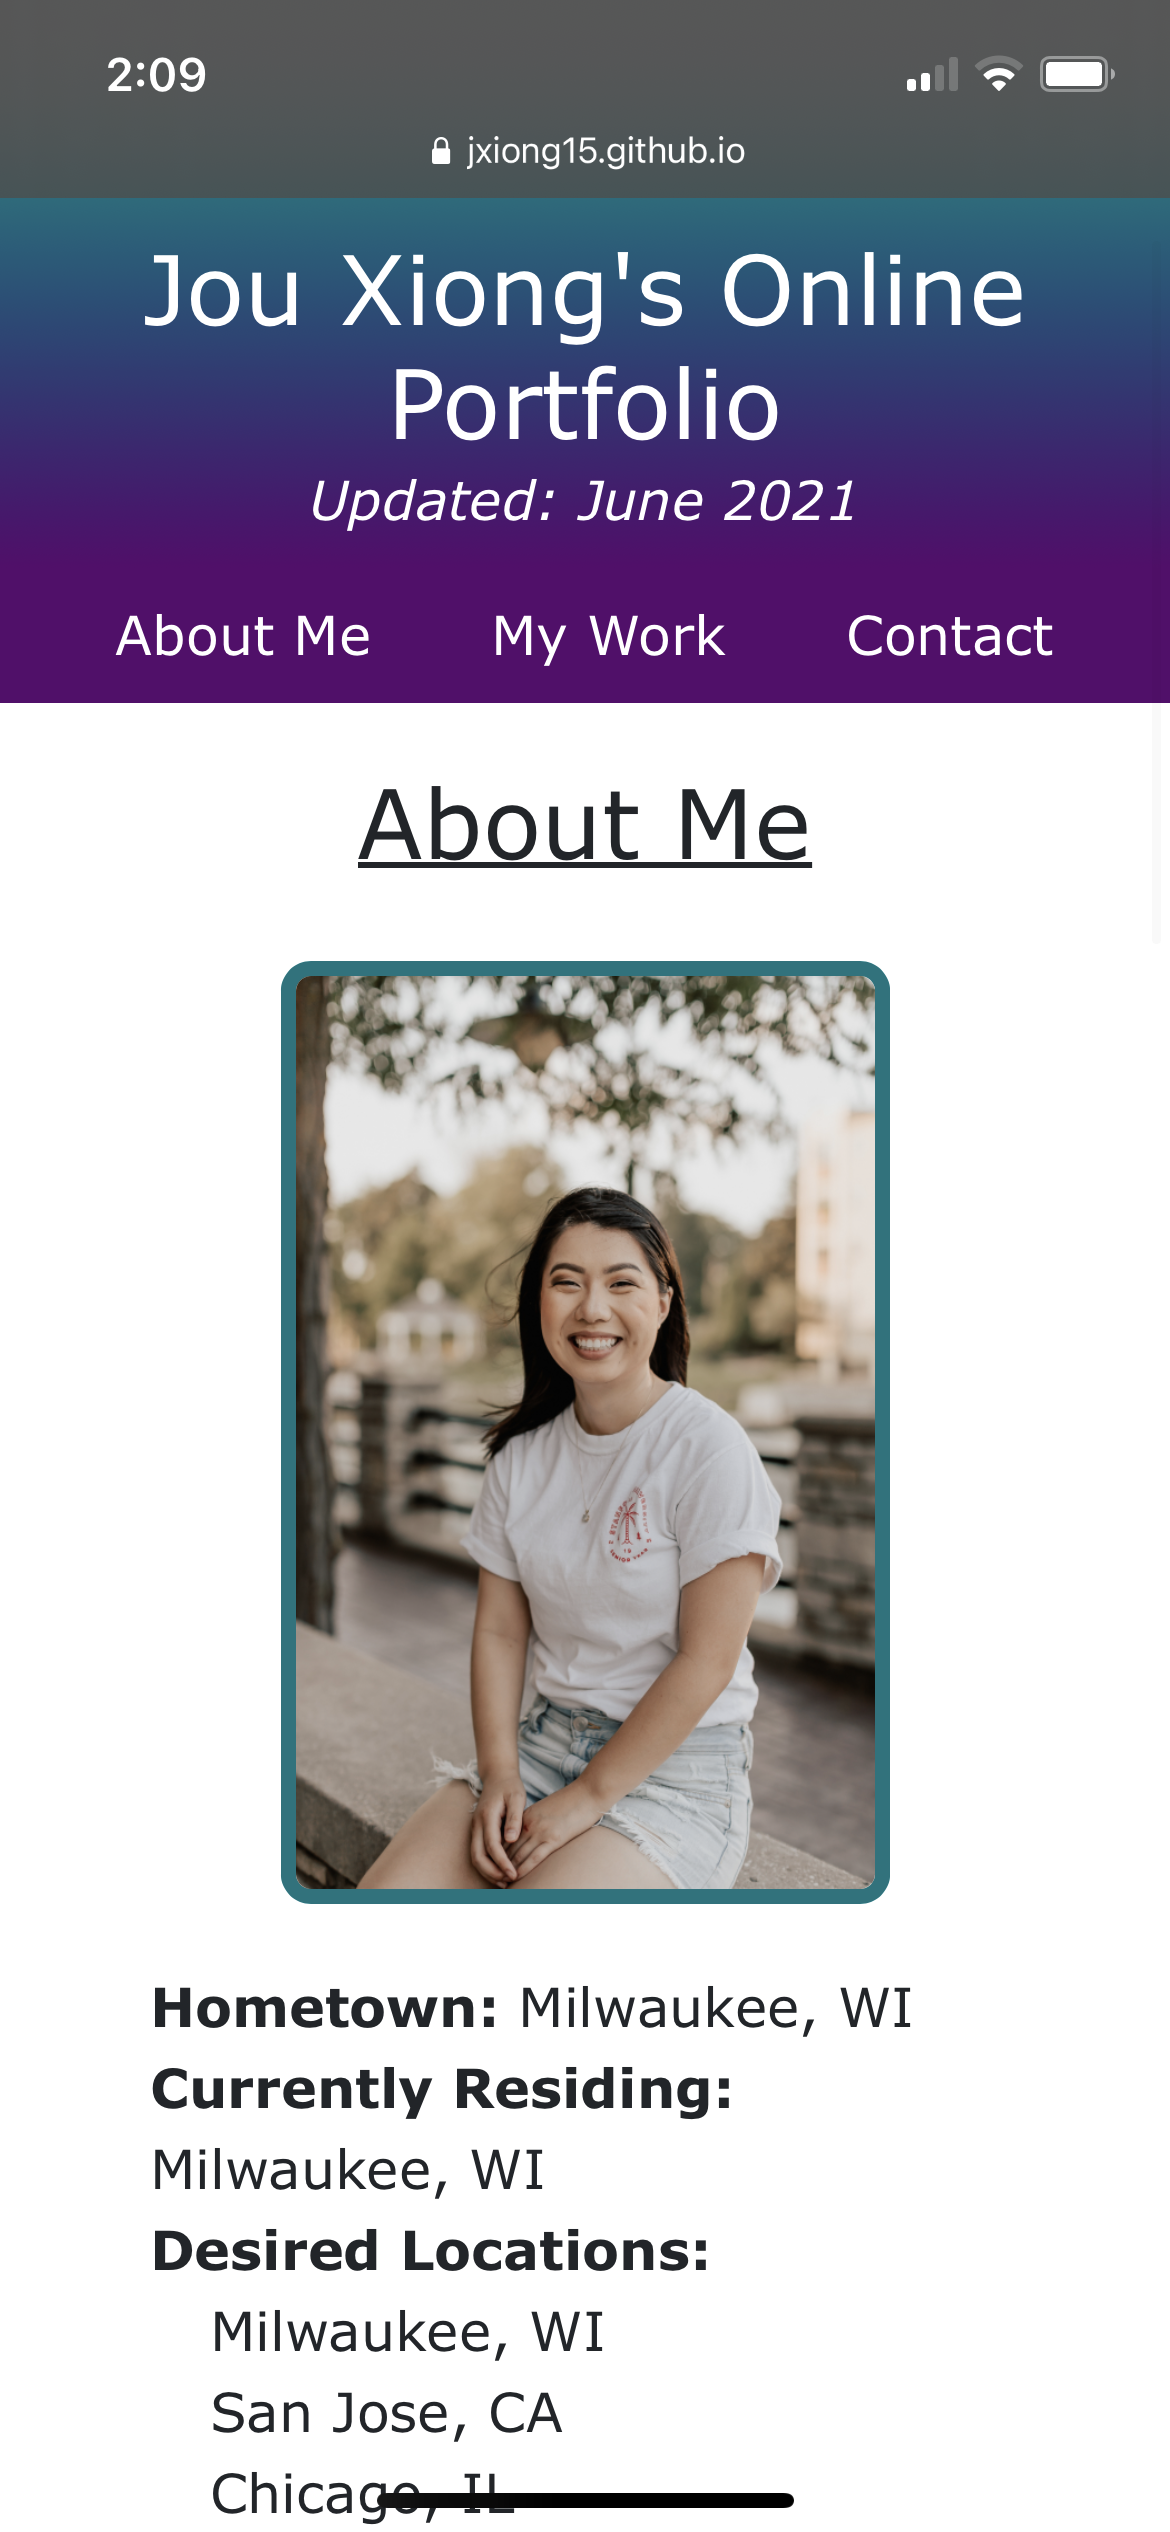 2:09
jxiong15.github.io
Jou Xiong's Online
Portfolio
Updated: June 2021
About Me My Work Contact
About Me
Hometown: Milwaukee, WI
Currently Residing:
Milwaukee, WI
Desired Locations:
Milwaukee, WI
San Jose, CA
Chicago, IL